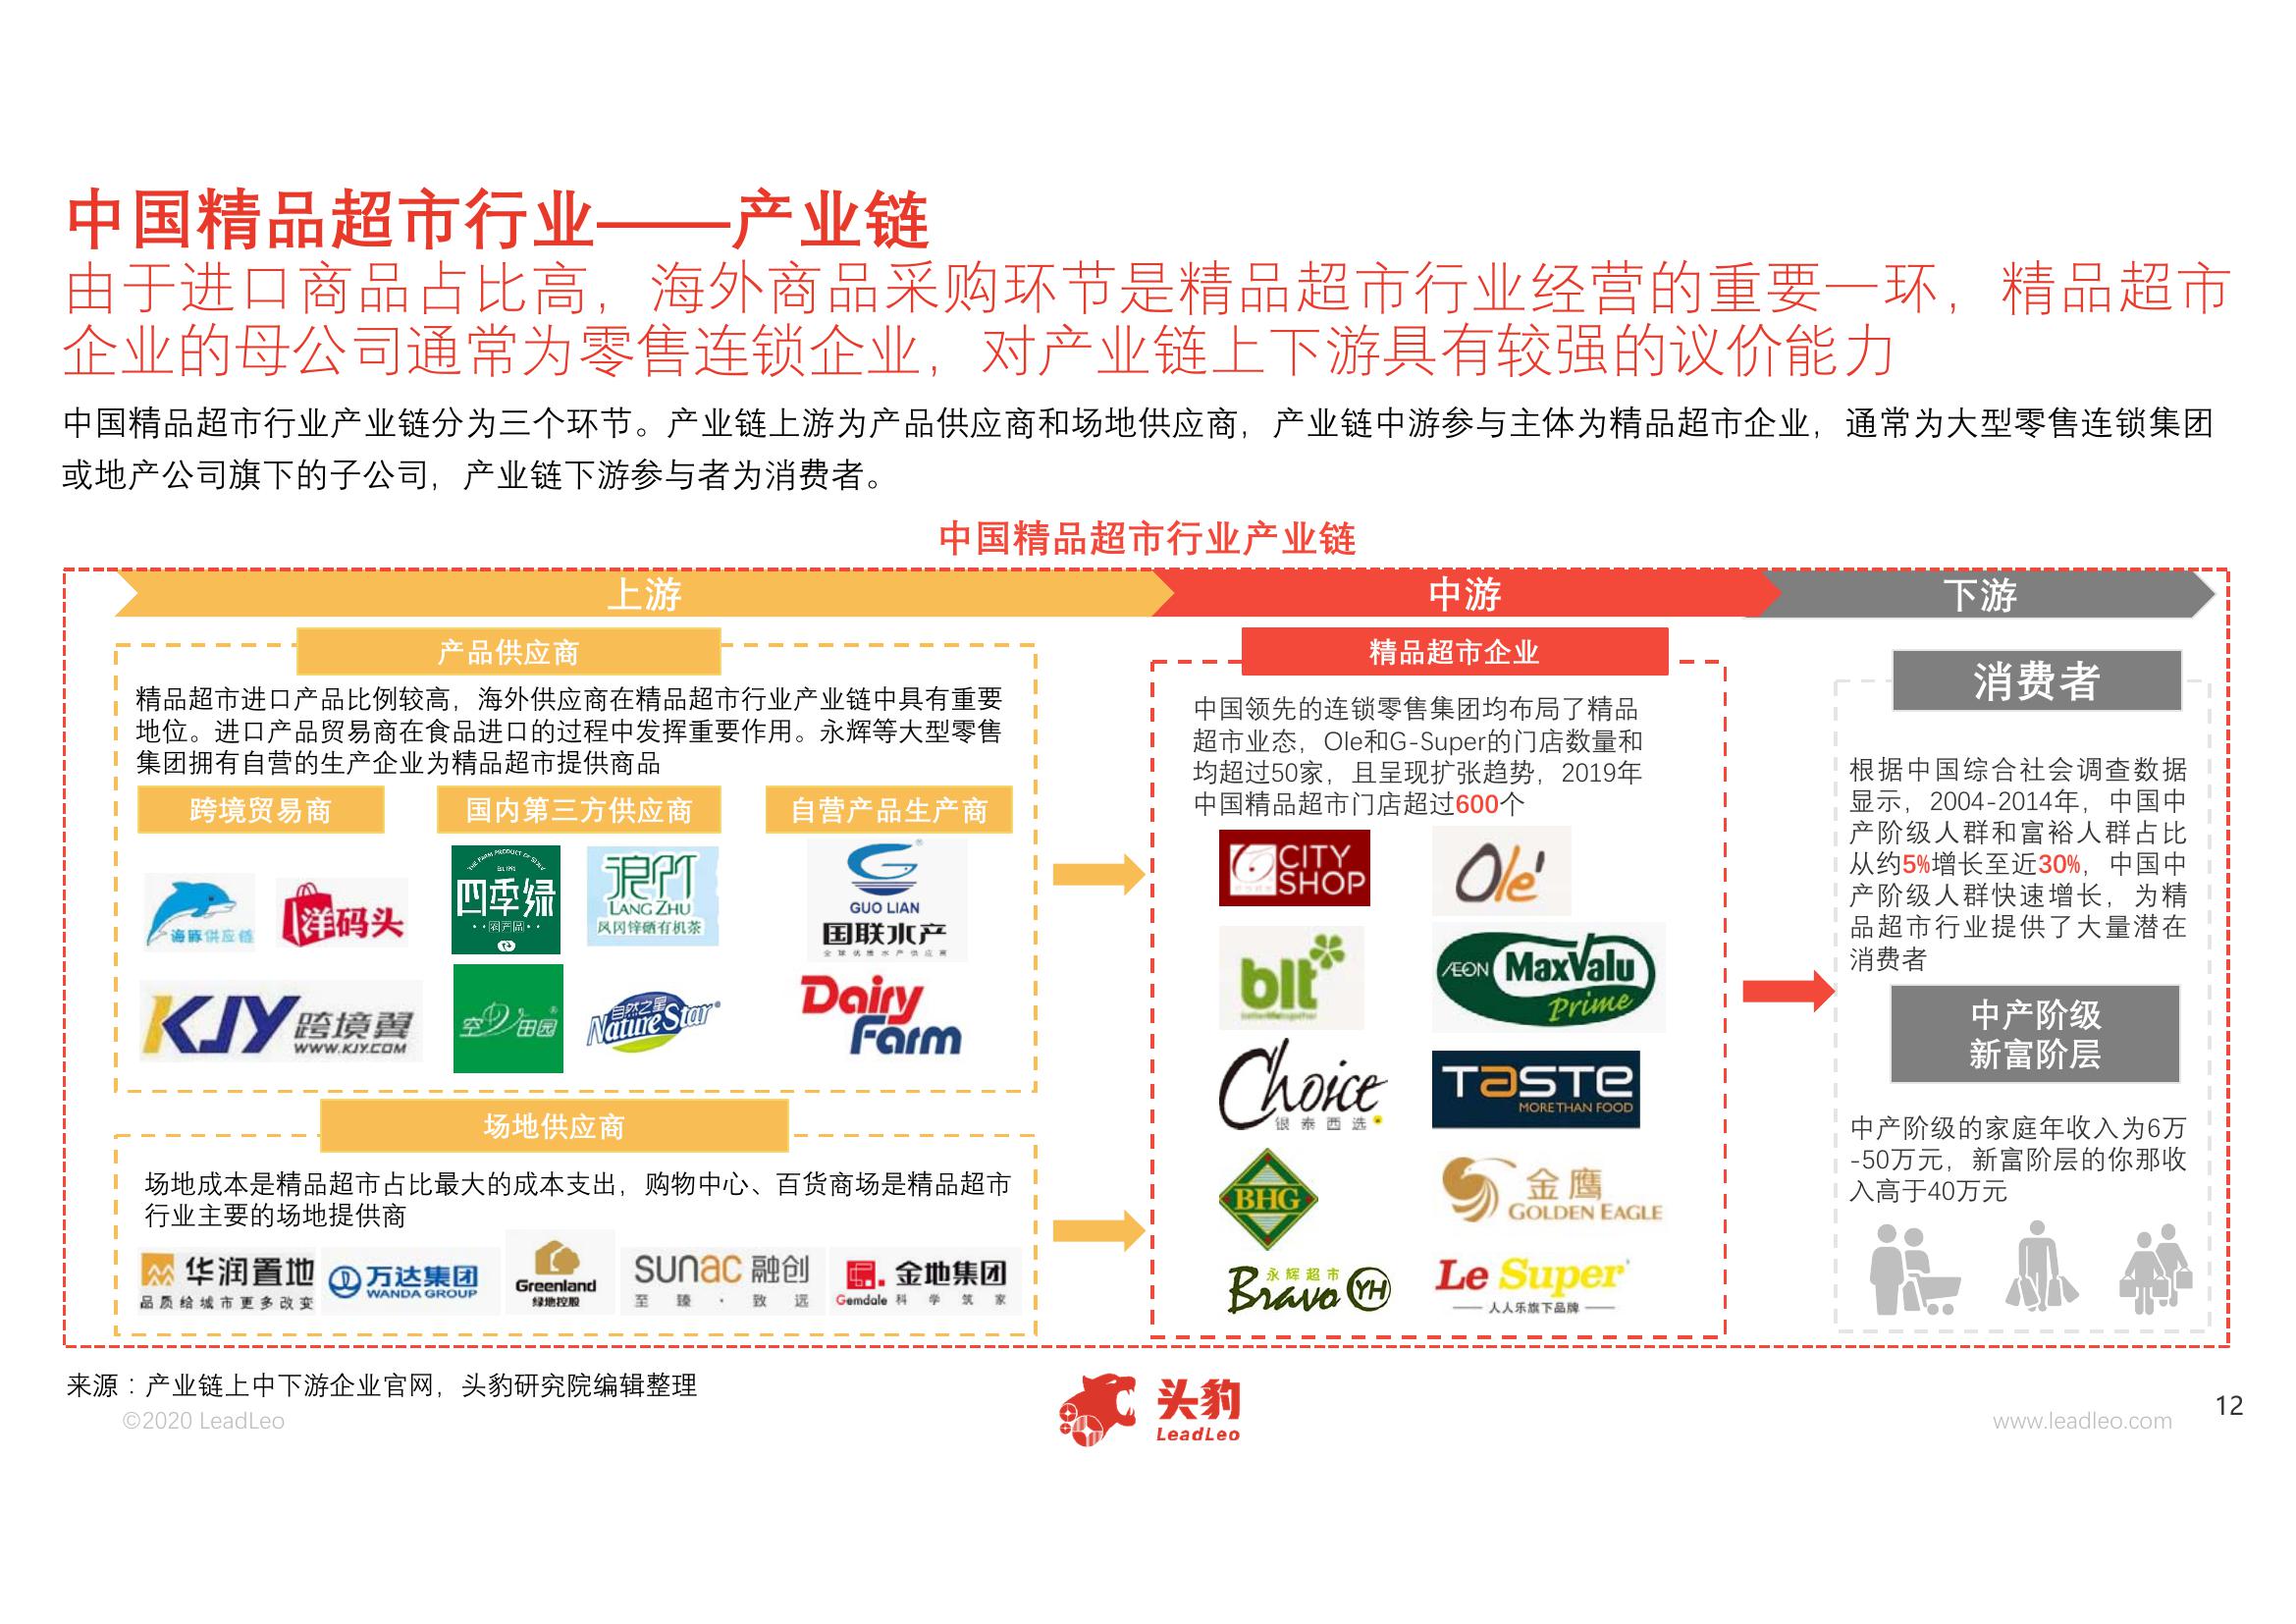 中国精品超市行业——产业链
由于进口商品占比高，海外商品采购环节是精品超市行业经营的重要一环，精品超市
企业的母公司通常为零售连锁企业，对产业链上下游具有较强的议价能力
中国精品超市行业产业链分为三个环节。产业链上游为产品供应商和场地供应商，产业链中游参与主体为精品超市企业，通常为大型零售连锁集团
或地产公司旗下的子公司，产业链下游参与者为消费者。
中国精品超市行业产业链
上游
中游
下游
产品供应商
精品超市进口产品比例较高，海外供应商在精品超市行业产业链中具有重要
地位。进口产品贸易商在食品进口的过程中发挥重要作用。永辉等大型零售
集团拥有自营的生产企业为精品超市提供商品
跨境贸易商
国内第三方供应商
自营产品生产商
海豚供应链
洋码头
KJY 跨境翼
WWW.KJY.COM
四季绿
LANG ZHU
凤冈锌硒有机茶
空中田园
自然之星
NatureStar
GUO LIAN
国联水产
Dairy
Farm
场地供应商
场地成本是精品超市占比最大的成本支出，购物中心、百货商场是精品超市
行业主要的场地提供商
华润置地
品质给城市更多改变
万达集团
WANDA GROUP
Greenland
绿地控股
SUNAC 融创
至臻·致远
金地集团
Gemdale 科学筑家
精品超市企业
中国领先的连锁零售集团均布局了精品
超市业态，Ole和G-Super的门店数量和
均超过50家，且呈现扩张趋势，2019年
中国精品超市门店超过600个
CITY
SHOP
Ole'
blt
ÆON MaxValu
Prime
Choice
银泰西选
TASTE
MORE THAN FOOD
BHG
金鹰
GOLDEN EAGLE
永辉超市
Bravo YH
Le Super
人人乐旗下品牌
消费者
根据中国综合社会调查数据
显示，2004-2014年，中国中
产阶级人群和富裕人群占比
从约5%增长至近30%，中国中
产阶级人群快速增长，为精
品超市行业提供了大量潜在
消费者
中产阶级
新富阶层
中产阶级的家庭年收入为6万
-50万元，新富阶层的你那收
入高于40万元
来源：产业链上中下游企业官网，头豹研究院编辑整理
©2020 LeadLeo
头豹
LeadLeo
www.leadleo.com
12